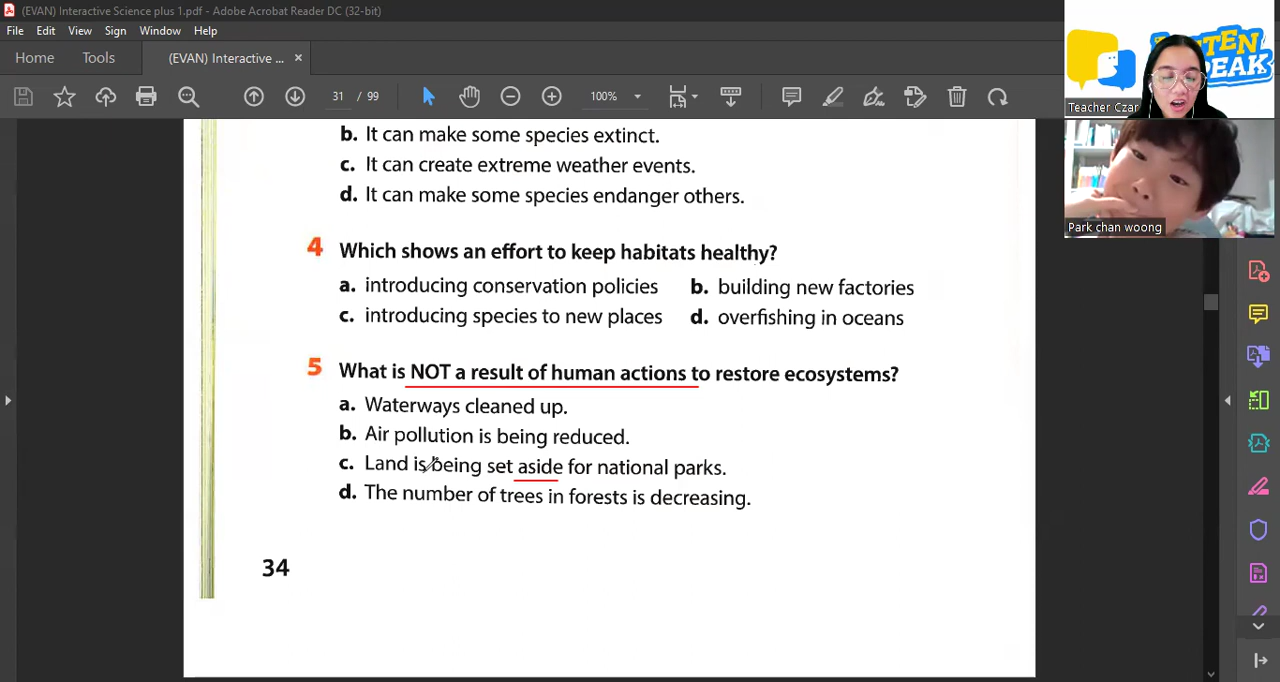 (EVAN) Interactive Science plus 1.pdf - Adobe Acrobat Reader DC (32-bit)
File Edit View Sign Window Help
Home Tools (EVAN) Interactive ... ×
31 / 99 100%
Teacher Czar
Park chan woong
b. It can make some species extinct.
c. It can create extreme weather events.
d. It can make some species endanger others.
4 Which shows an effort to keep habitats healthy?
a. introducing conservation policies b. building new factories
c. introducing species to new places d. overfishing in oceans
5 What is NOT a result of human actions to restore ecosystems?
a. Waterways cleaned up.
b. Air pollution is being reduced.
c. Land is being set aside for national parks.
d. The number of trees in forests is decreasing.
34